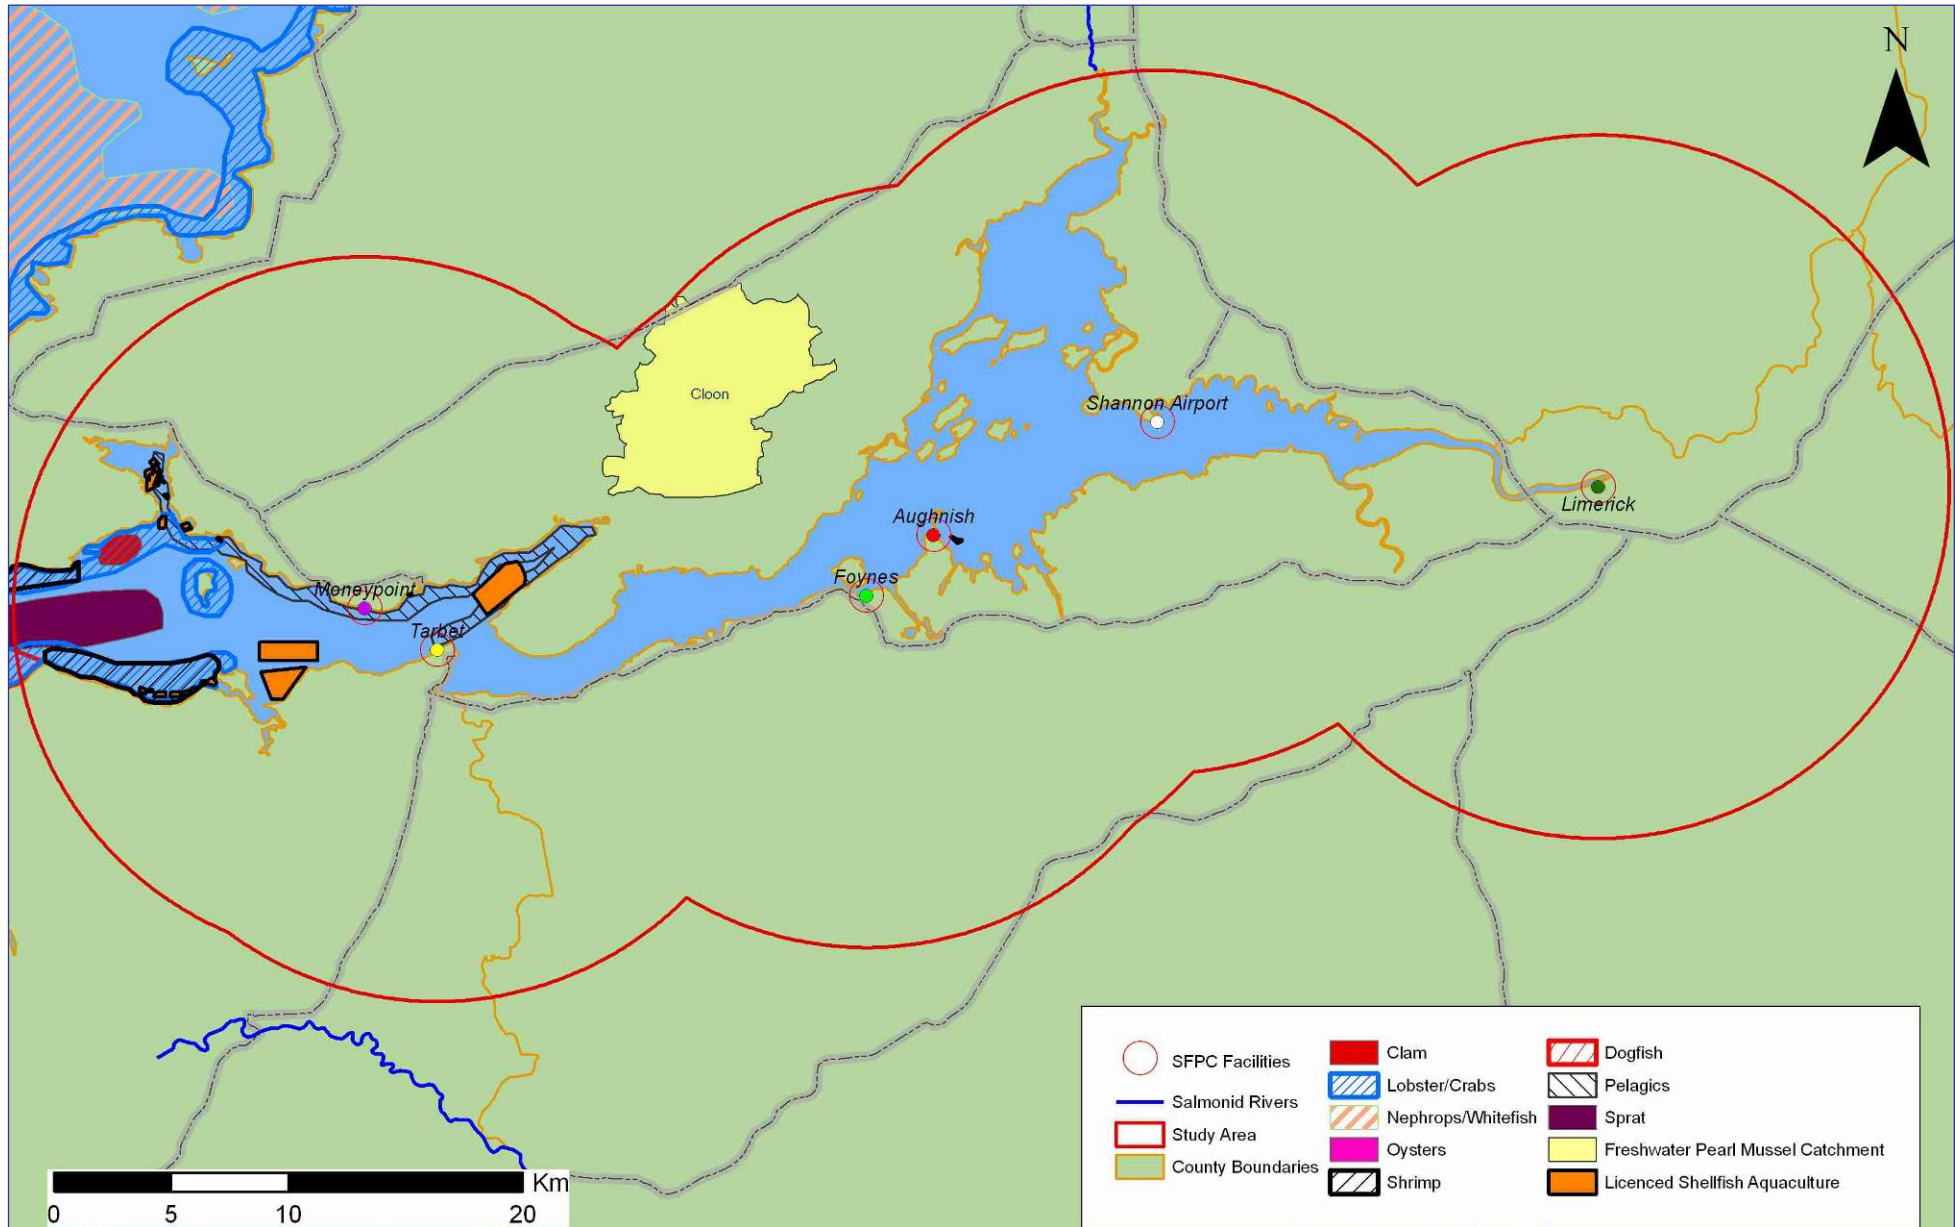 N
Cloon
Shannon Airport
Limerick
Aughnish
Foynes
Moneypoint
Tarbet
SFPC Facilities
Salmonid Rivers
Study Area
County Boundaries
Clam
Lobster/Crabs
Nephrops/Whitefish
Oysters
Shrimp
Dogfish
Pelagics
Sprat
Freshwater Pearl Mussel Catchment
Licenced Shellfish Aquaculture
Km
0 5 10 20